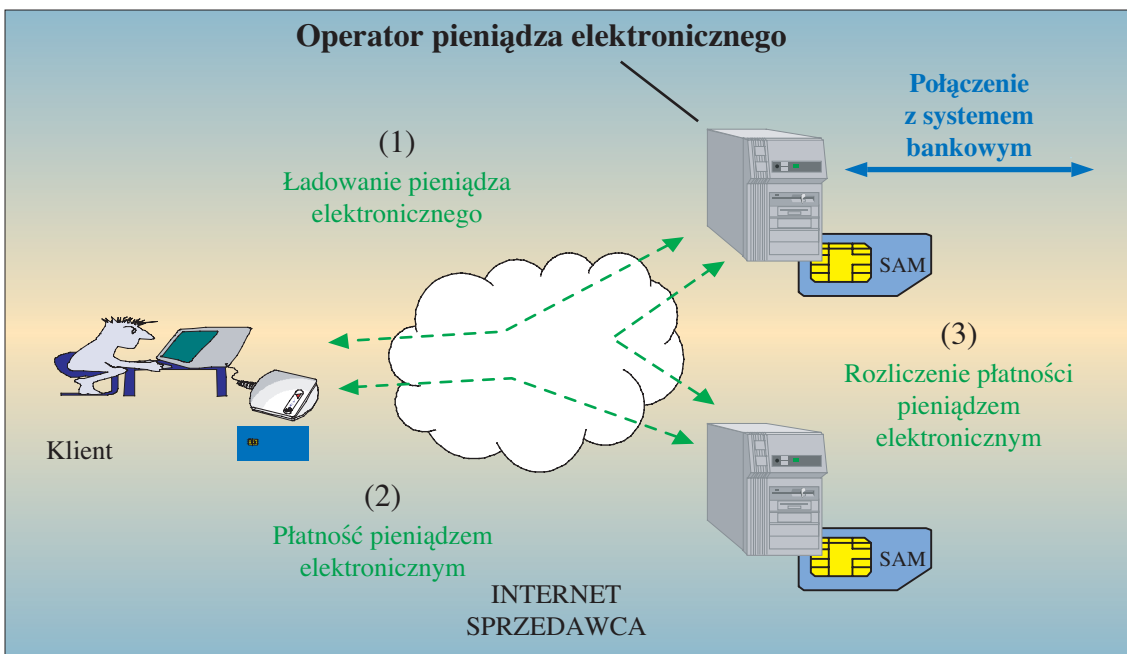 Operator pieniądza elektronicznego
Połączenie
z systemem
bankowym
(1)
Ładowanie pieniądza
elektronicznego
SAM
(3)
Rozliczenie płatności
pieniądzem
elektronicznym
Klient
(2)
Płatność pieniądzem
elektronicznym
SAM
INTERNET
SPRZEDAWCA